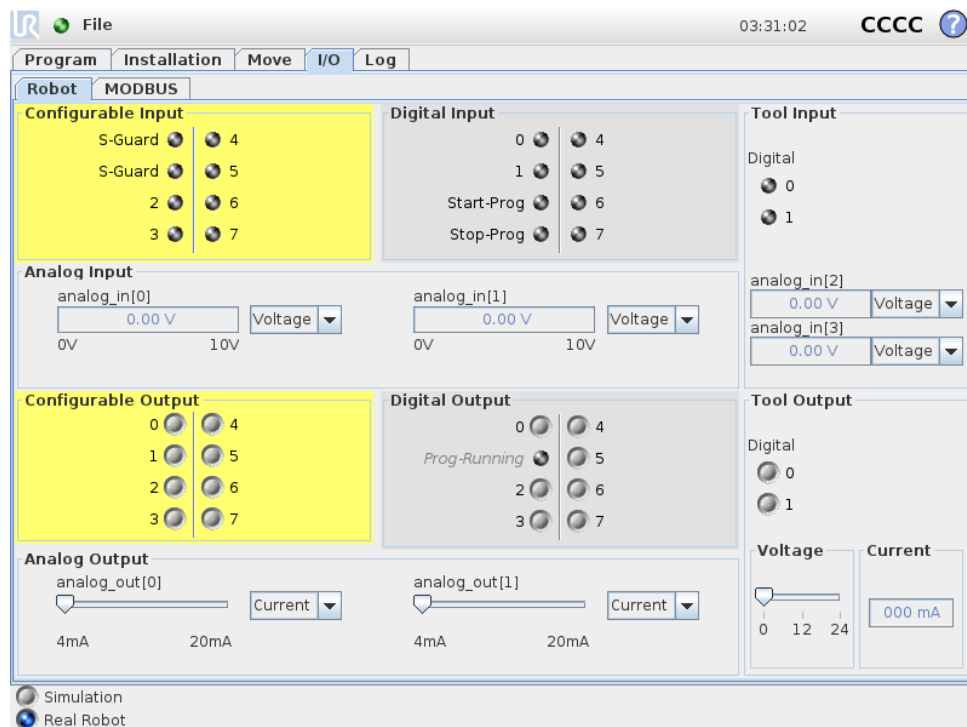 UR File 03:31:02 CCCC ?
Program Installation Move I/O Log
Robot MODBUS
Configurable Input
S-Guard 4
S-Guard 5
2 6
3 7
Digital Input
0 4
1 5
Start-Prog 6
Stop-Prog 7
Tool Input
Digital
0
1
analog_in[2]
0.00 V Voltage
analog_in[3]
0.00 V Voltage
Analog Input
analog_in[0] analog_in[1]
0.00 V Voltage 0.00 V Voltage
0V 10V 0V 10V
Configurable Output
0 4
1 5
2 6
3 7
Digital Output
0 4
Prog-Running 5
2 6
3 7
Tool Output
Digital
0
1
Voltage
0 12 24
Current
000 mA
Analog Output
analog_out[0] analog_out[1]
Current Current
4mA 20mA 4mA 20mA
Simulation
Real Robot